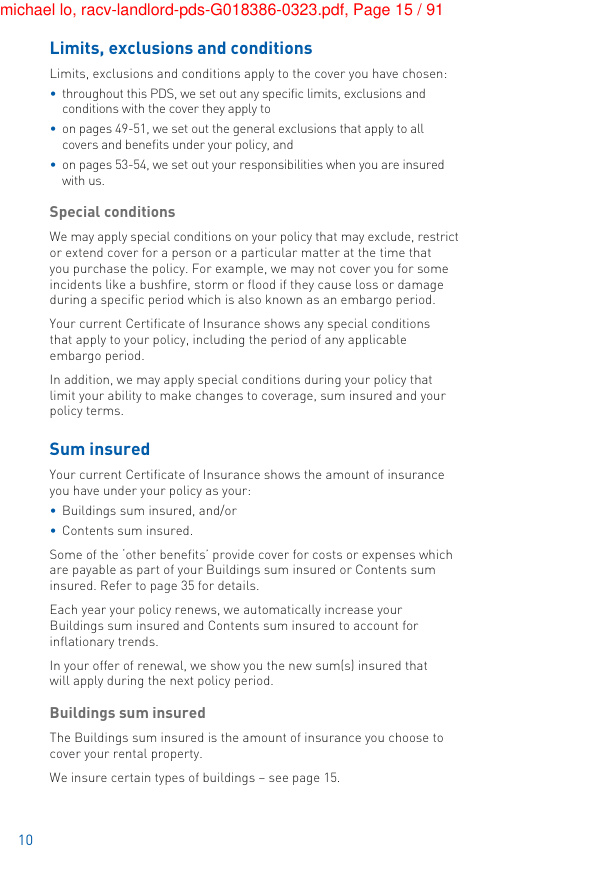 michael lo, racv-landlord-pds-G018386-0323.pdf, Page 15 / 91
Limits, exclusions and conditions
Limits, exclusions and conditions apply to the cover you have chosen:
• throughout this PDS, we set out any specific limits, exclusions and
conditions with the cover they apply to
• on pages 49-51, we set out the general exclusions that apply to all
covers and benefits under your policy, and
• on pages 53-54, we set out your responsibilities when you are insured
with us.
Special conditions
We may apply special conditions on your policy that may exclude, restrict
or extend cover for a person or a particular matter at the time that
you purchase the policy. For example, we may not cover you for some
incidents like a bushfire, storm or flood if they cause loss or damage
during a specific period which is also known as an embargo period.
Your current Certificate of Insurance shows any special conditions
that apply to your policy, including the period of any applicable
embargo period.
In addition, we may apply special conditions during your policy that
limit your ability to make changes to coverage, sum insured and your
policy terms.
Sum insured
Your current Certificate of Insurance shows the amount of insurance
you have under your policy as your:
• Buildings sum insured, and/or
• Contents sum insured.
Some of the ‘other benefits’ provide cover for costs or expenses which
are payable as part of your Buildings sum insured or Contents sum
insured. Refer to page 35 for details.
Each year your policy renews, we automatically increase your
Buildings sum insured and Contents sum insured to account for
inflationary trends.
In your offer of renewal, we show you the new sum(s) insured that
will apply during the next policy period.
Buildings sum insured
The Buildings sum insured is the amount of insurance you choose to
cover your rental property.
We insure certain types of buildings – see page 15.
10